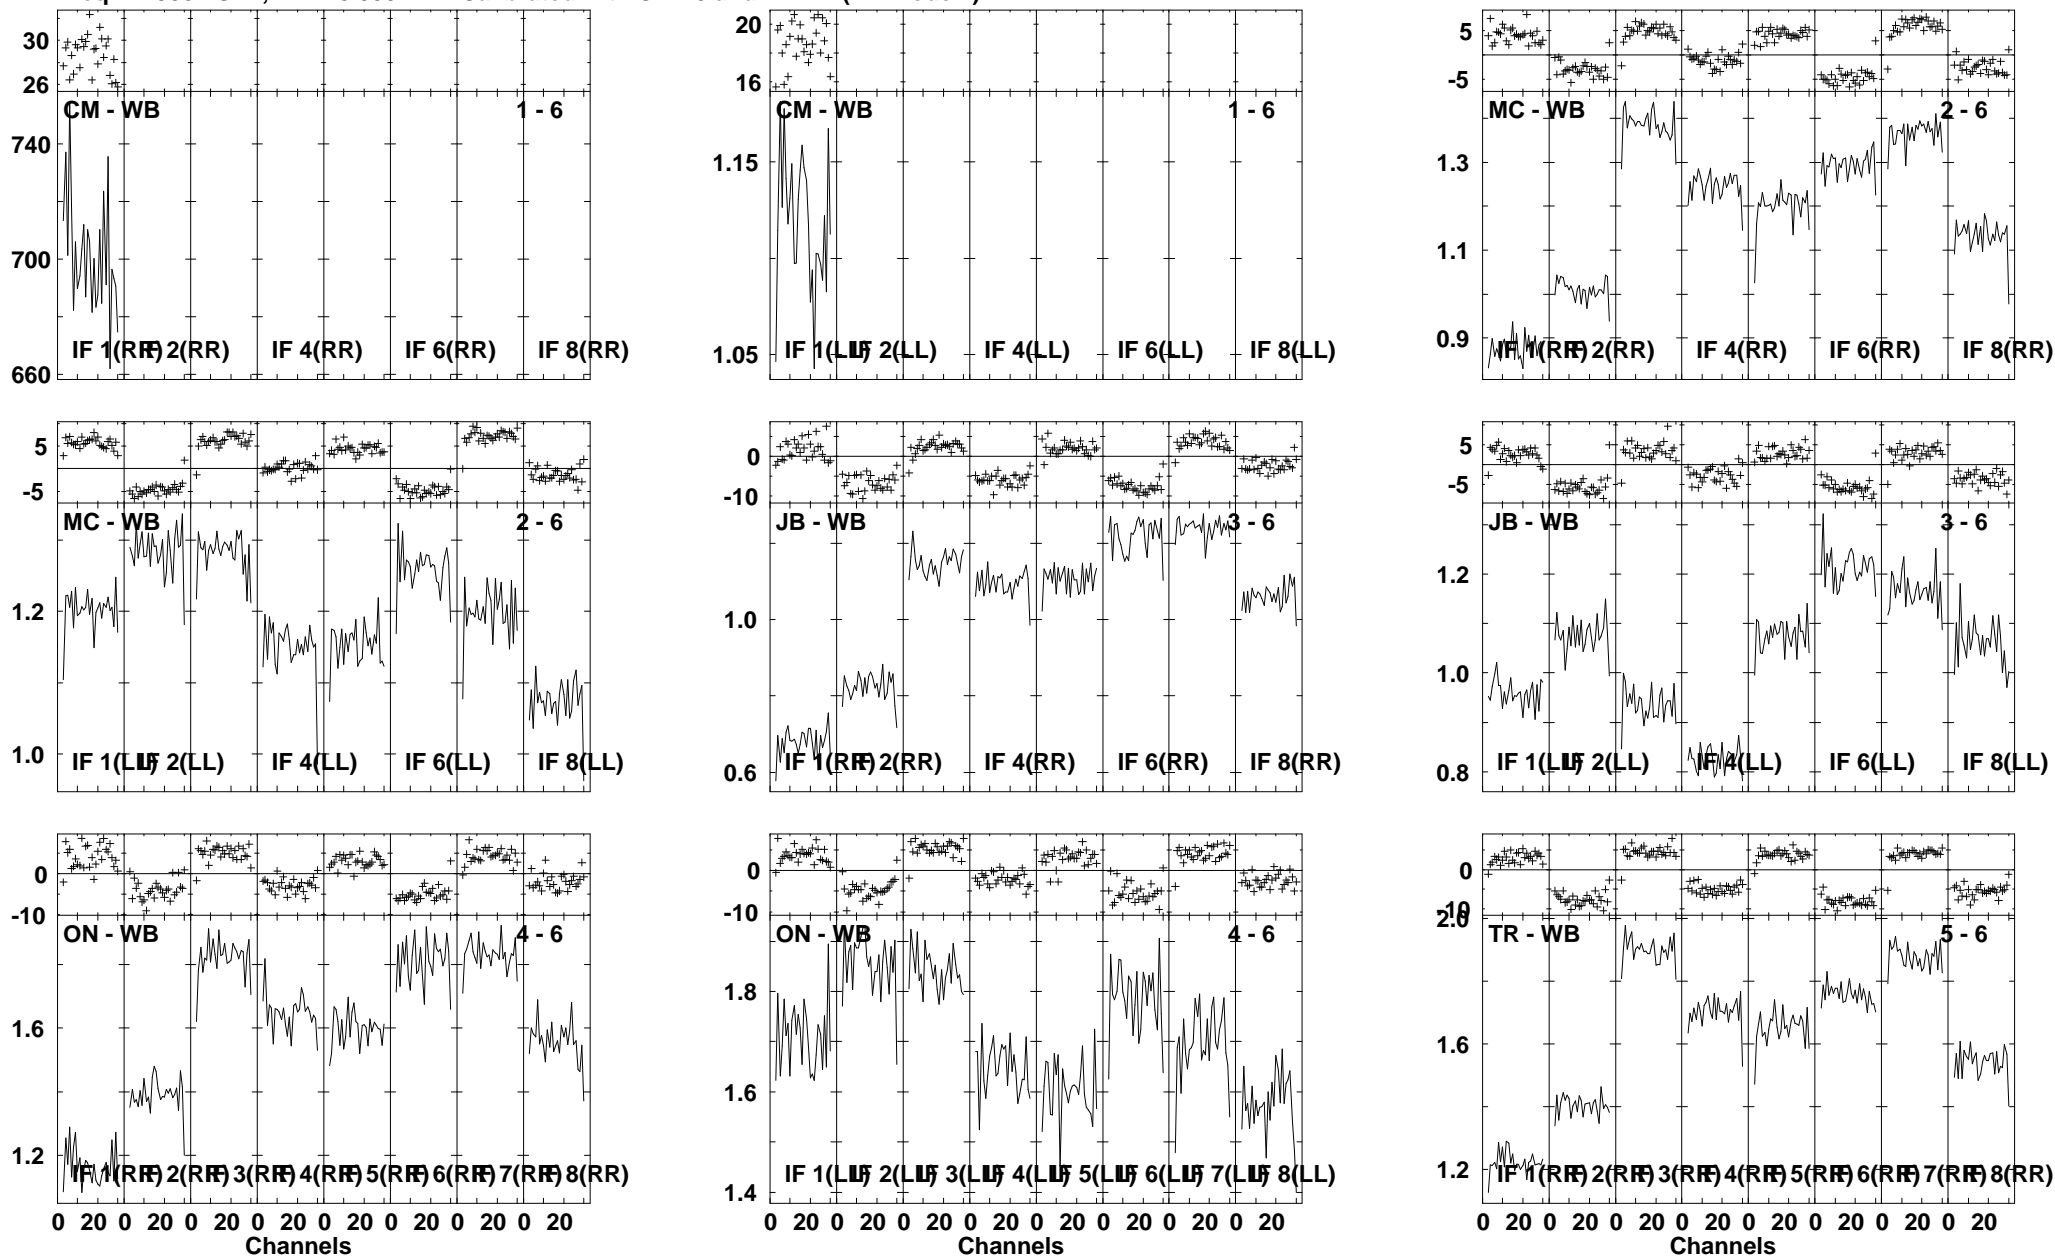 30
26
CM - WB 1 - 6
740
700
660
IF 1(RR) IF 2(RR) IF 4(RR) IF 6(RR) IF 8(RR)
20
16
CM - WB 1 - 6
1.15
1.05
IF 1(LL) IF 2(LL) IF 4(LL) IF 6(LL) IF 8(LL)
5
-5
MC - WB 2 - 6
1.3
1.1
0.9
IF 1(RR) IF 2(RR) IF 4(RR) IF 6(RR) IF 8(RR)
5
-5
MC - WB 2 - 6
1.2
1.0
IF 1(LL) IF 2(LL) IF 4(LL) IF 6(LL) IF 8(LL)
0
-10
JB - WB 3 - 6
1.0
0.6
IF 1(RR) IF 2(RR) IF 4(RR) IF 6(RR) IF 8(RR)
5
-5
JB - WB 3 - 6
1.2
1.0
0.8
IF 1(LL) IF 2(LL) IF 4(LL) IF 6(LL) IF 8(LL)
0
-10
ON - WB 4 - 6
1.6
1.2
IF 1(RR) IF 2(RR) IF 3(RR) IF 4(RR) IF 5(RR) IF 6(RR) IF 7(RR) IF 8(RR)
0 20 0 20 0 20 0 20 0 20 0 20 0 20 0 20
Channels
0
-10
ON - WB 4 - 6
1.8
1.6
1.4
IF 1(LL) IF 2(LL) IF 3(LL) IF 4(LL) IF 5(LL) IF 6(LL) IF 7(LL) IF 8(LL)
0 20 0 20 0 20 0 20 0 20 0 20 0 20 0 20
Channels
0
-10
2.0
TR - WB 5 - 6
1.6
1.2
IF 1(RR) IF 2(RR) IF 3(RR) IF 4(RR) IF 5(RR) IF 6(RR) IF 7(RR) IF 8(RR)
0 20 0 20 0 20 0 20 0 20 0 20 0 20 0 20
Channels